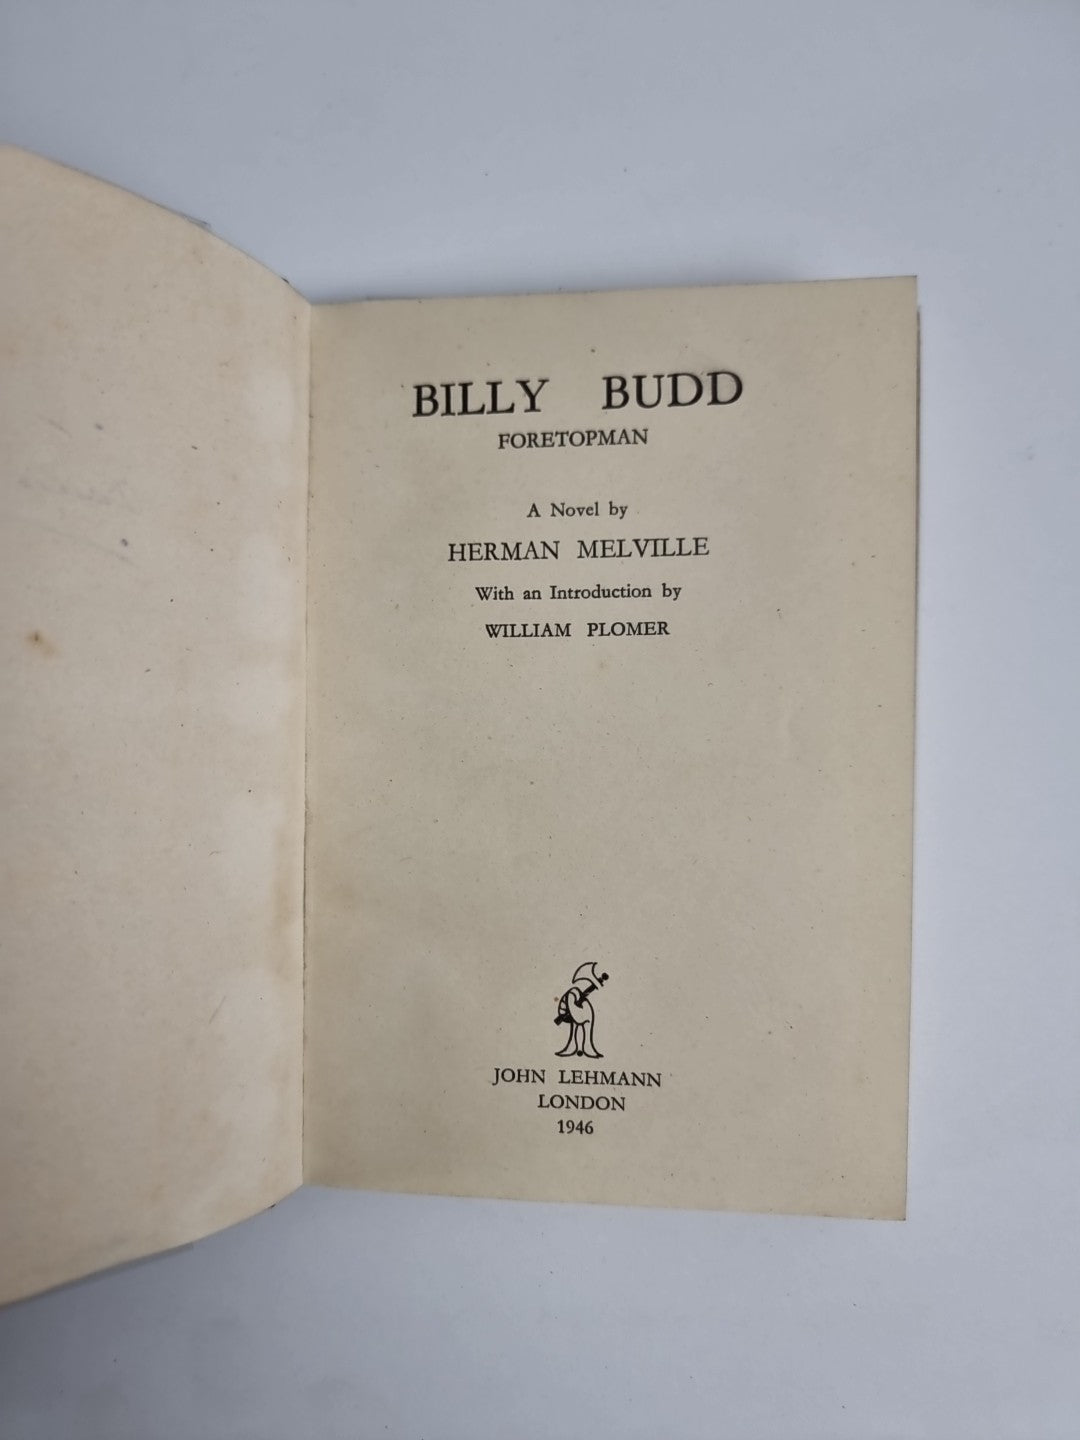 BILLY BUDD
FORETOPMAN
A Novel by
HERMAN MELVILLE
With an Introduction by
WILLIAM PLOMER
JOHN LEHMANN
LONDON
1946